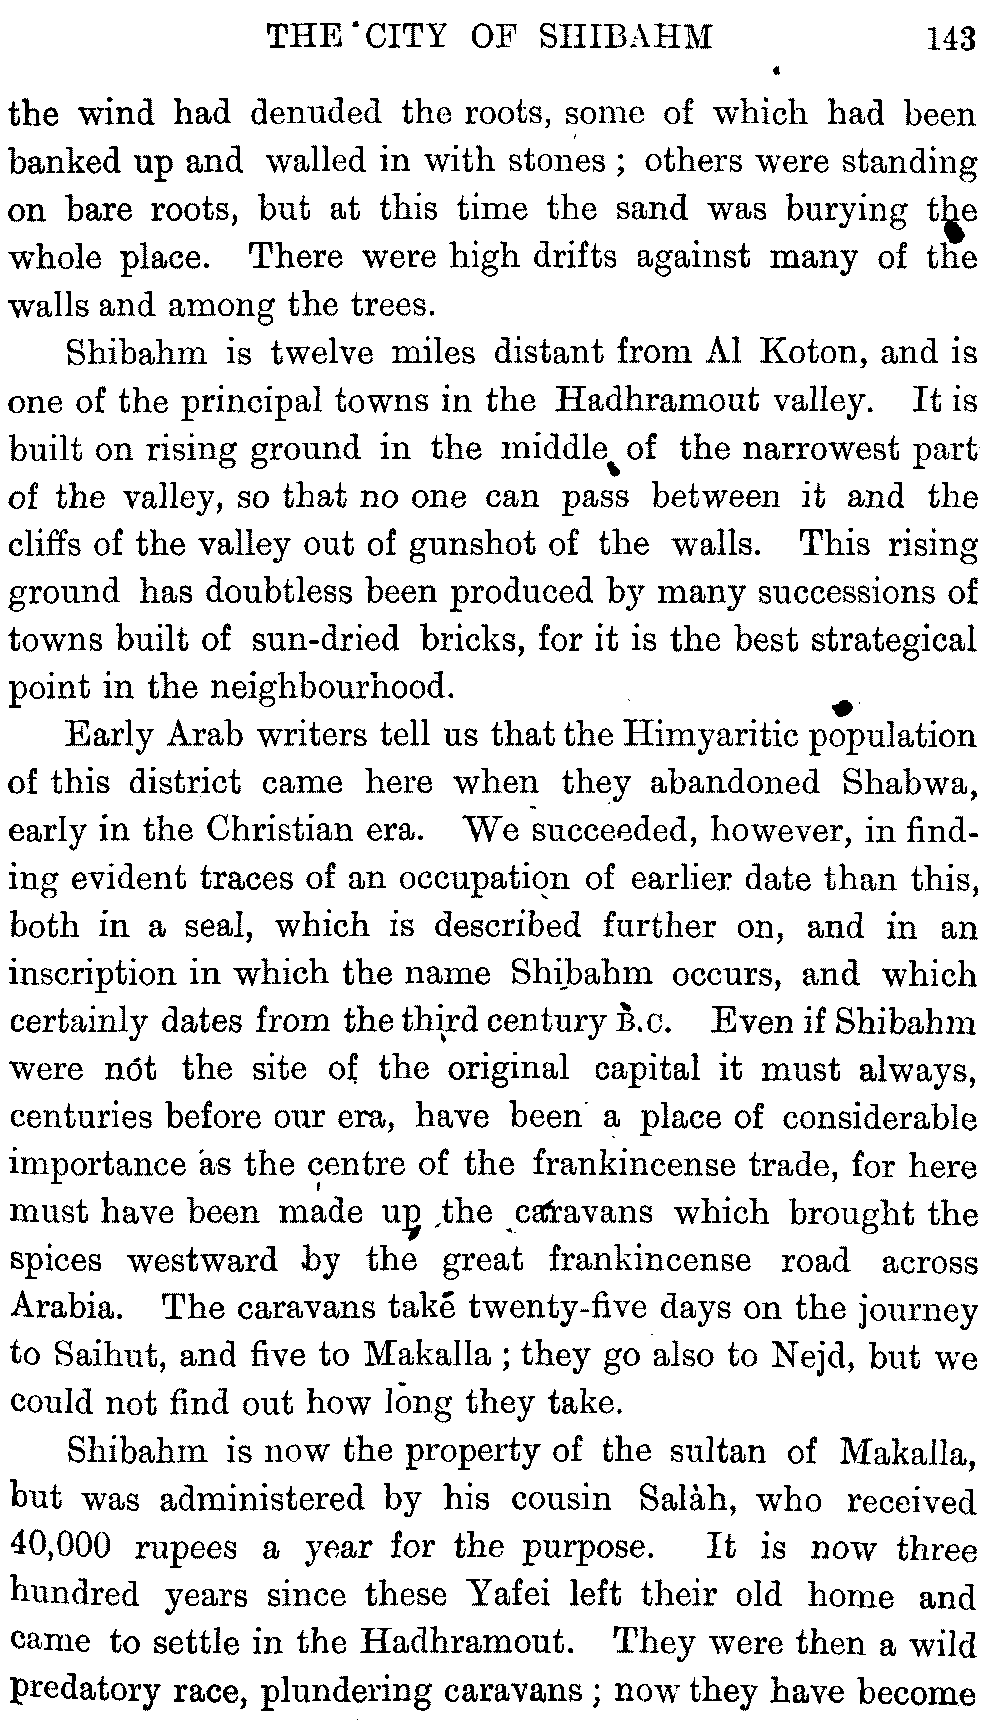 THE CITY OF SHIBAHM 143
the wind had denuded the roots, some of which had been
banked up and walled in with stones ; others were standing
on bare roots, but at this time the sand was burying the
whole place. There were high drifts against many of the
walls and among the trees.
Shibahm is twelve miles distant from Al Koton, and is
one of the principal towns in the Hadhramout valley. It is
built on rising ground in the middle of the narrowest part
of the valley, so that no one can pass between it and the
cliffs of the valley out of gunshot of the walls. This rising
ground has doubtless been produced by many successions of
towns built of sun-dried bricks, for it is the best strategical
point in the neighbourhood.
Early Arab writers tell us that the Himyaritic population
of this district came here when they abandoned Shabwa,
early in the Christian era. We succeeded, however, in find-
ing evident traces of an occupation of earlier date than this,
both in a seal, which is described further on, and in an
inscription in which the name Shibahm occurs, and which
certainly dates from the third century B.C. Even if Shibahm
were not the site of the original capital it must always,
centuries before our era, have been a place of considerable
importance as the centre of the frankincense trade, for here
must have been made up the caravans which brought the
spices westward by the great frankincense road across
Arabia. The caravans take twenty-five days on the journey
to Saihut, and five to Makalla ; they go also to Nejd, but we
could not find out how long they take.
Shibahm is now the property of the sultan of Makalla,
but was administered by his cousin Salàh, who received
40,000 rupees a year for the purpose. It is now three
hundred years since these Yafei left their old home and
came to settle in the Hadhramout. They were then a wild
predatory race, plundering caravans ; now they have become